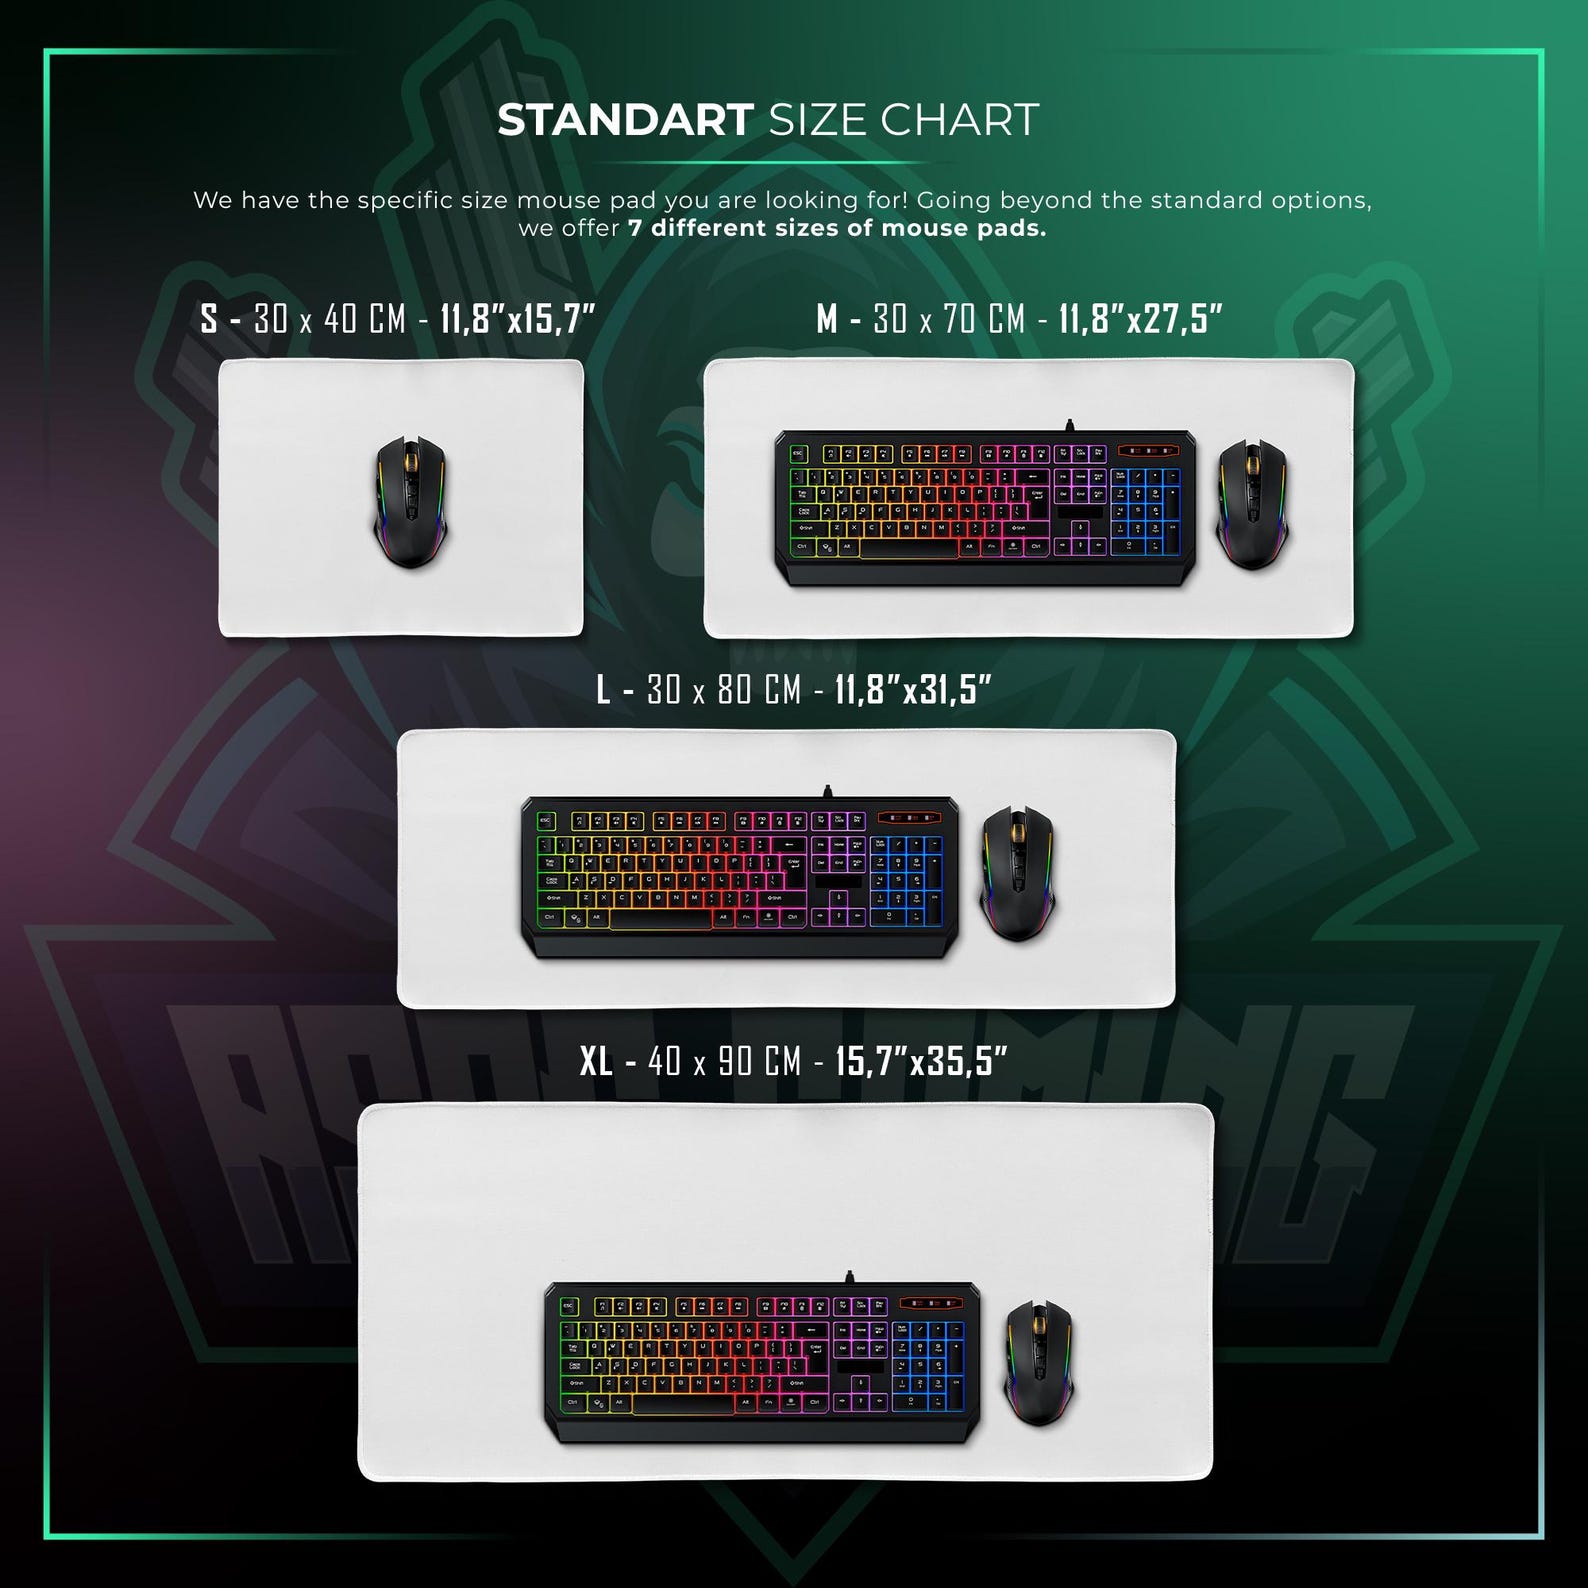 STANDART SIZE CHART
We have the specific size mouse pad you are looking for! Going beyond the standard options,
we offer 7 different sizes of mouse pads.
S - 30 x 40 CM - 11,8”x15,7”
M - 30 x 70 CM - 11,8”x27,5”
L - 30 x 80 CM - 11,8”x31,5”
XL - 40 x 90 CM - 15,7”x35,5”